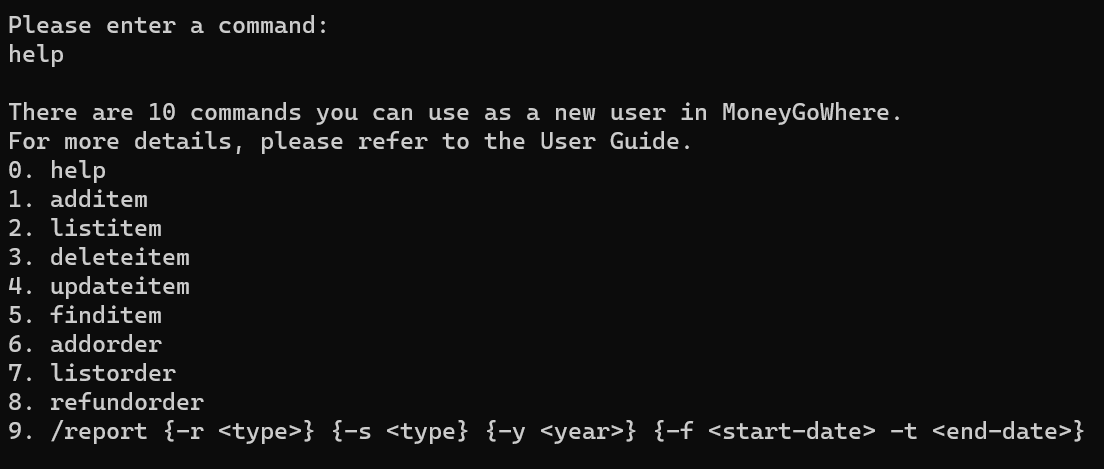 Please enter a command:
help
There are 10 commands you can use as a new user in MoneyGoWhere.
For more details, please refer to the User Guide.
0. help
1. additem
2. listitem
3. deleteitem
4. updateitem
5. finditem
6. addorder
7. listorder
8. refundorder
9. /report {-r <type>} {-s <type} {-y <year>} {-f <start-date> -t <end-date>}